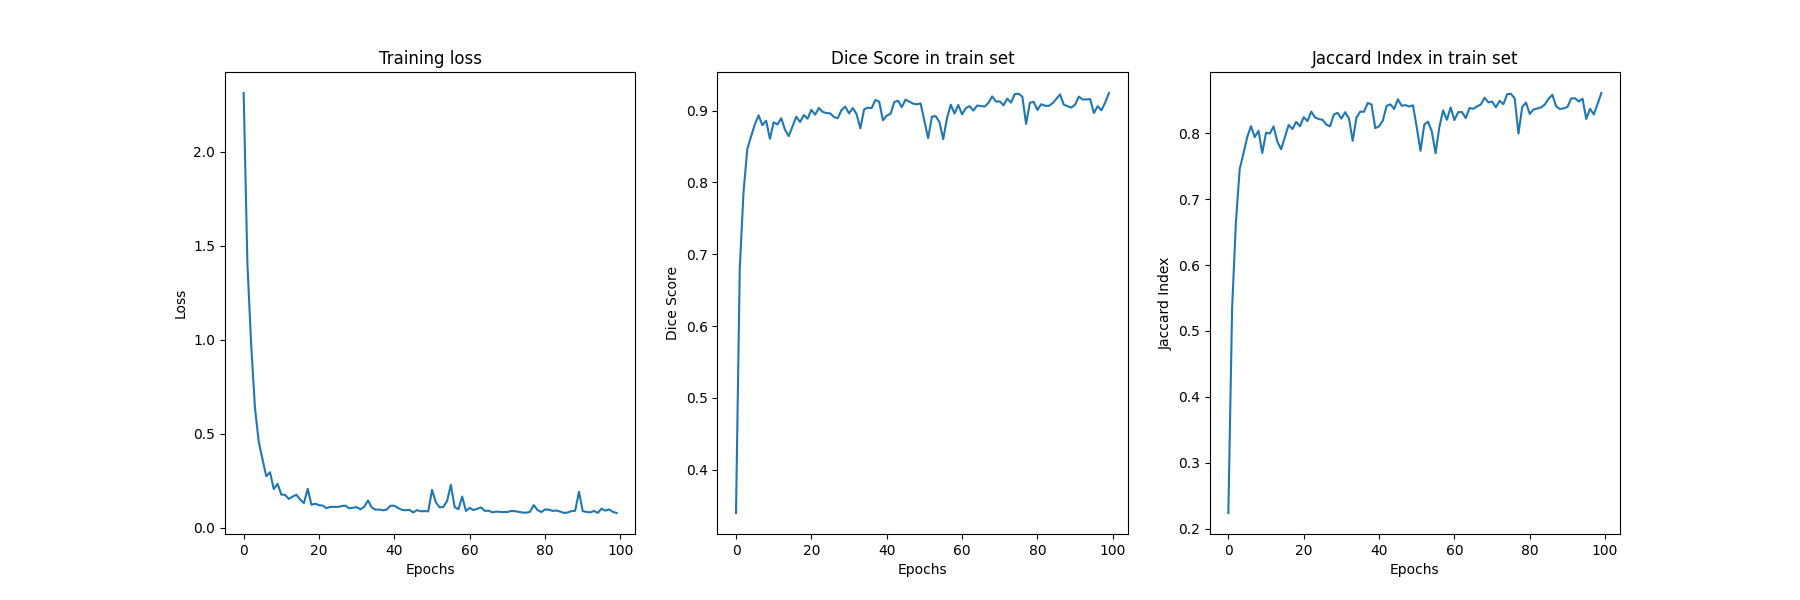 Training loss
Loss
2.0
1.5
1.0
0.5
0.0
0 20 40 60 80 100
Epochs
Dice Score in train set
Dice Score
0.9
0.8
0.7
0.6
0.5
0.4
0 20 40 60 80 100
Epochs
Jaccard Index in train set
Jaccard Index
0.8
0.7
0.6
0.5
0.4
0.3
0.2
0 20 40 60 80 100
Epochs